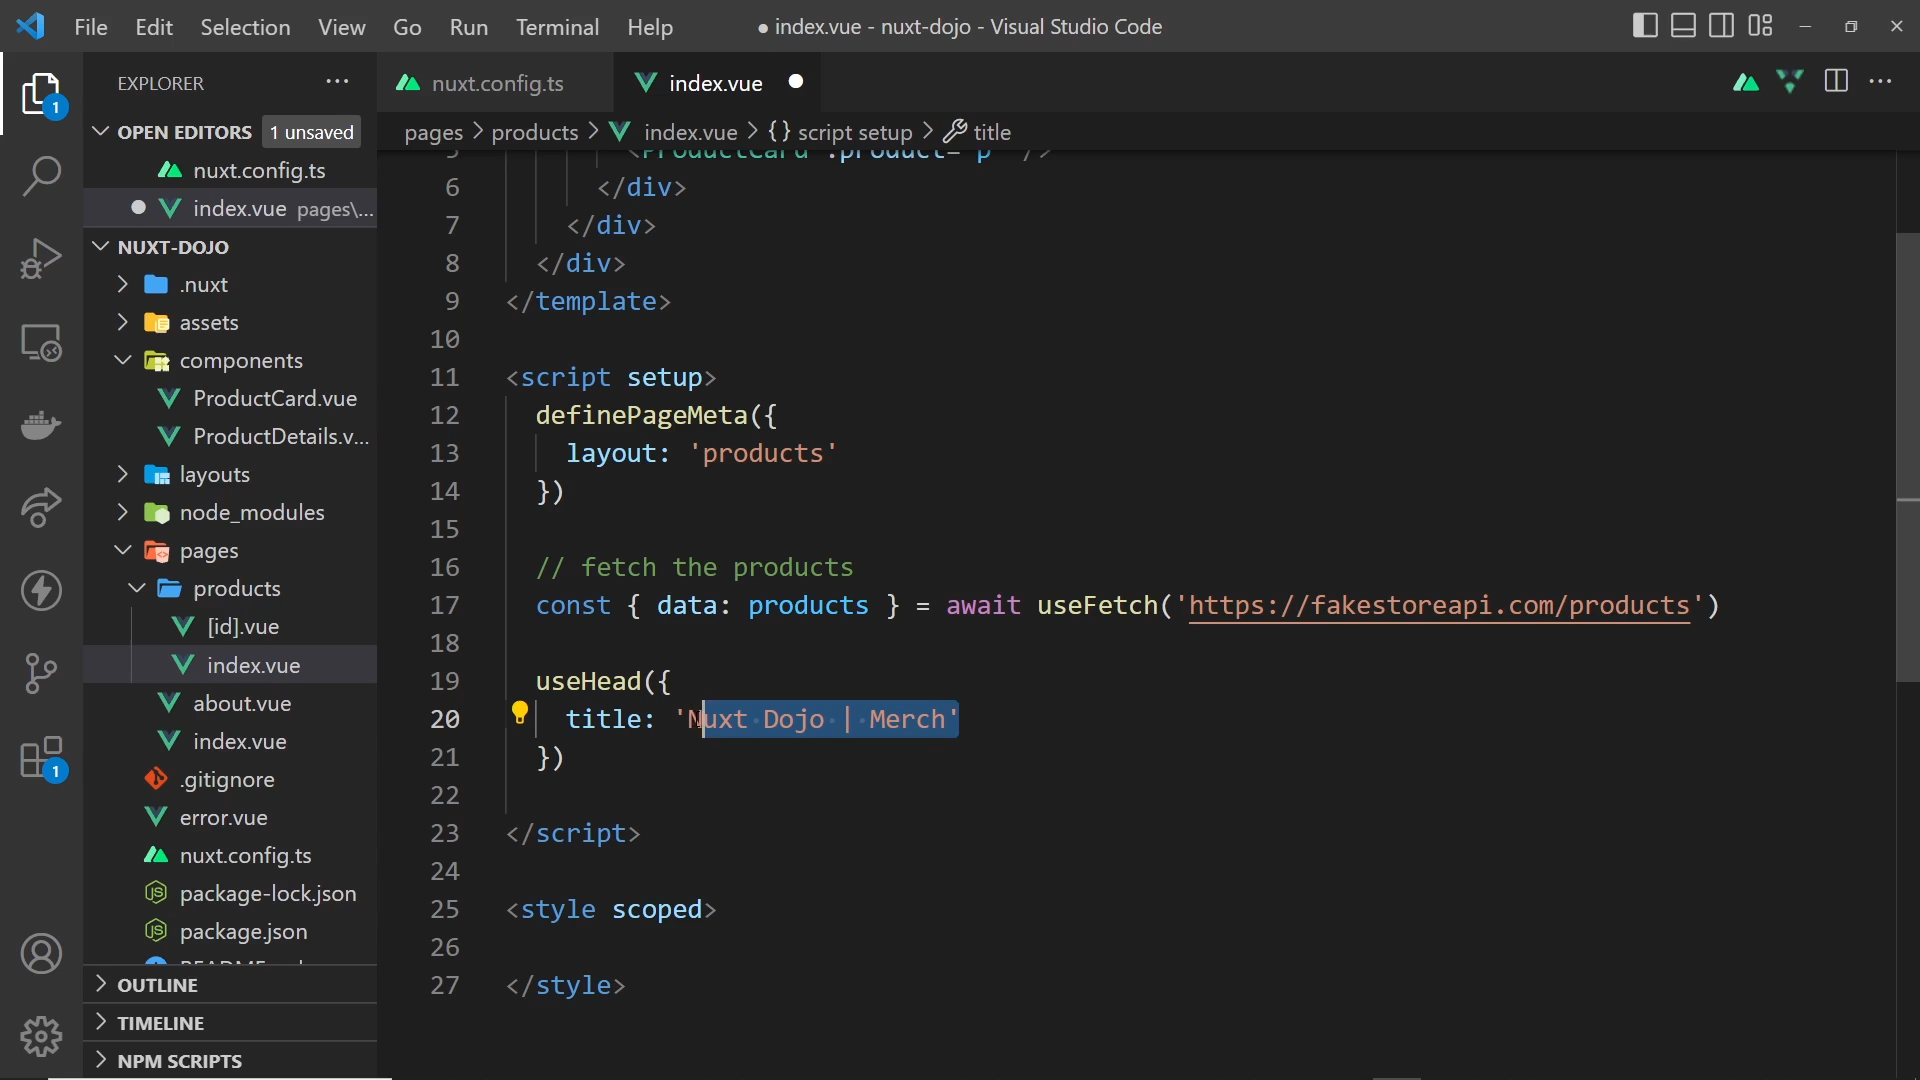 File Edit Selection View Go Run Terminal Help
● index.vue - nuxt-dojo - Visual Studio Code
EXPLORER
OPEN EDITORS 1 unsaved
nuxt.config.ts
index.vue pages\...
NUXT-DOJO
.nuxt
assets
components
ProductCard.vue
ProductDetails.v...
layouts
node_modules
pages
products
[id].vue
index.vue
about.vue
index.vue
.gitignore
error.vue
nuxt.config.ts
package-lock.json
package.json
OUTLINE
TIMELINE
NPM SCRIPTS
1
1
nuxt.config.ts
index.vue
pages > products > index.vue > {} script setup > title
5 <ProductCard :product="p" />
6 </div>
7 </div>
8 </div>
9 </template>
10
11 <script setup>
12 definePageMeta({
13 layout: 'products'
14 })
15
16 // fetch the products
17 const { data: products } = await useFetch('https://fakestoreapi.com/products')
18
19 useHead({
20 title: 'Nuxt Dojo | Merch'
21 })
22
23 </script>
24
25 <style scoped>
26
27 </style>